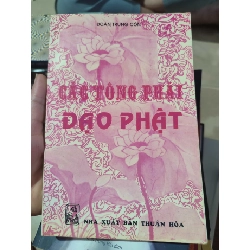 ĐOÀN TRUNG CÒN
CÁC TÔNG PHÁI
ĐẠO PHẬT
NHÀ XUẤT BẢN THUẬN HÓA